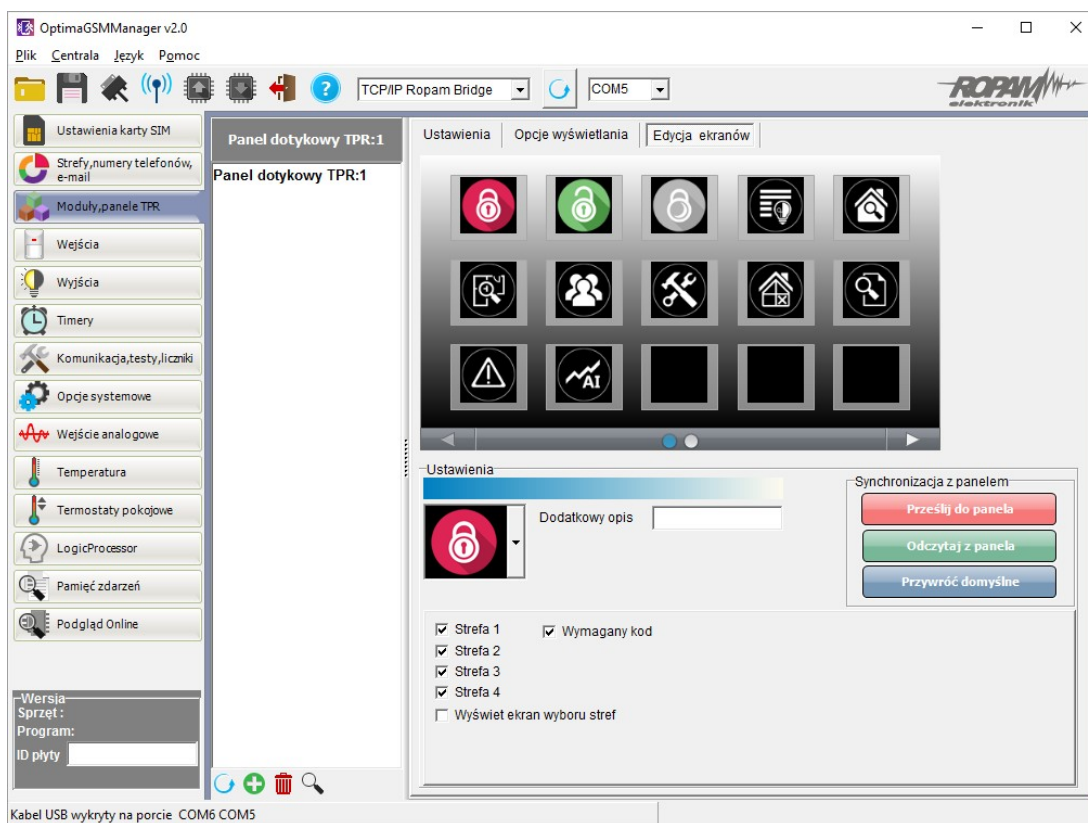 OptimaGSMManager v2.0
Plik Centrala Język Pomoc
TCP/IP Ropam Bridge
COM5
ROPAM
elektronik
Ustawienia karty SIM
Strefy,numery telefonów,
e-mail
Moduły,panele TPR
Wejścia
Wyjścia
Timery
Komunikacja,testy,liczniki
Opcje systemowe
Wejście analogowe
Temperatura
Termostaty pokojowe
LogicProcessor
Pamięć zdarzeń
Podgląd Online
Wersja
Sprzęt :
Program:
ID płyty
Panel dotykowy TPR:1
Panel dotykowy TPR:1
Ustawienia Opcje wyświetlania Edycja ekranów
AI
Ustawienia
Dodatkowy opis
Synchronizacja z panelem
Prześlij do panela
Odczytaj z panela
Przywróć domyślne
Strefa 1 Wymagany kod
Strefa 2
Strefa 3
Strefa 4
Wyświet ekran wyboru stref
Kabel USB wykryty na porcie COM6 COM5